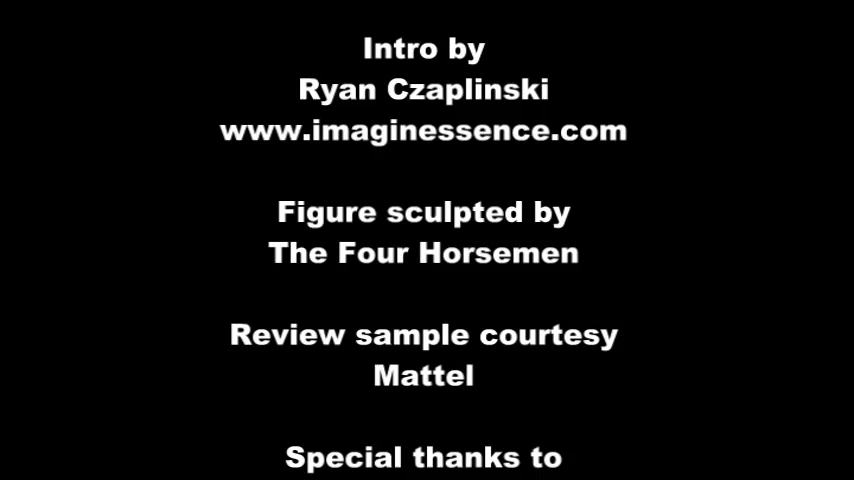 Intro by
Ryan Czaplinski
www.imaginessence.com
Figure sculpted by
The Four Horsemen
Review sample courtesy
Mattel
Special thanks to